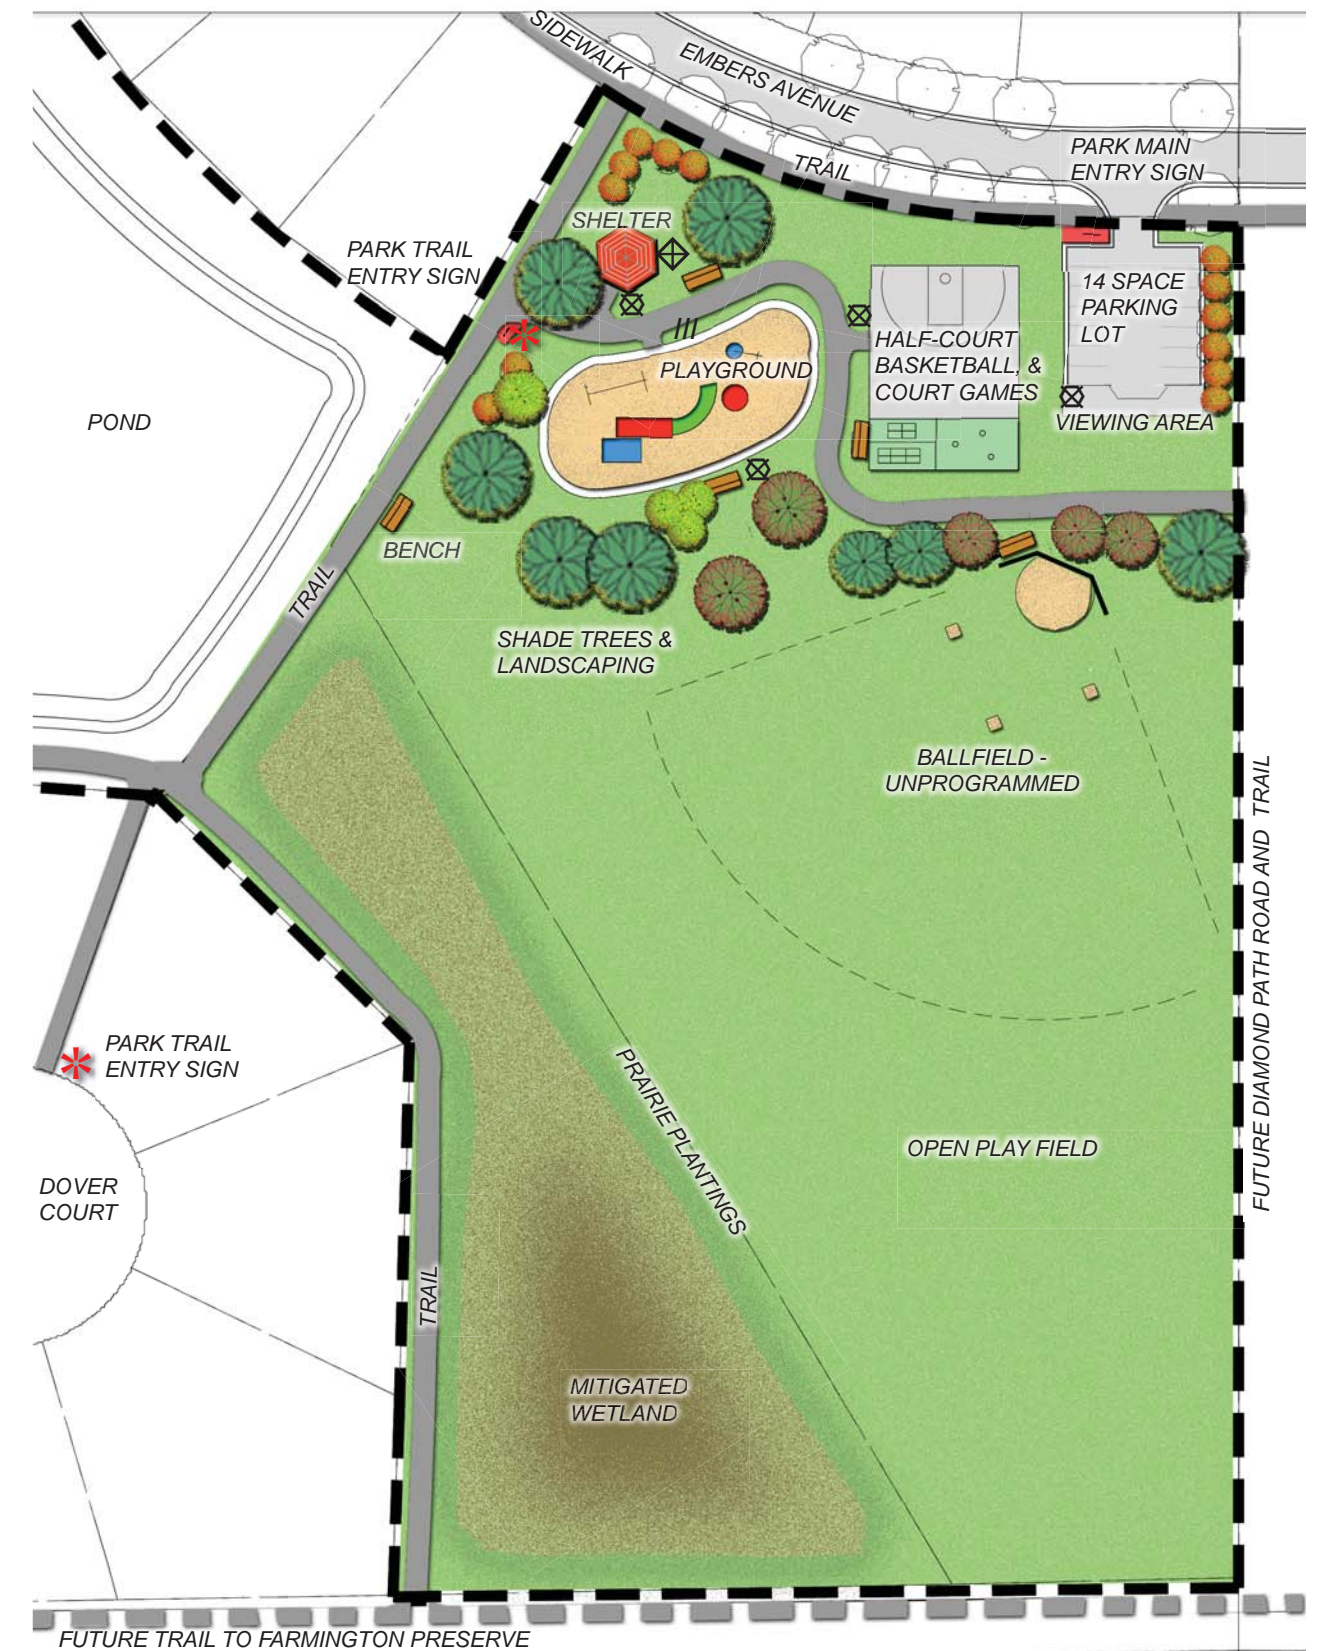 SIDEWALK
EMBERS AVENUE
TRAIL
PARK MAIN
ENTRY SIGN
SHELTER
PARK TRAIL
ENTRY SIGN
14 SPACE
PARKING
LOT
HALF-COURT
BASKETBALL, &
COURT GAMES
PLAYGROUND
VIEWING AREA
POND
BENCH
TRAIL
SHADE TREES &
LANDSCAPING
BALLFIELD -
UNPROGRAMMED
FUTURE DIAMOND PATH ROAD AND TRAIL
PARK TRAIL
ENTRY SIGN
PRAIRIE PLANTINGS
OPEN PLAY FIELD
DOVER
COURT
TRAIL
MITIGATED
WETLAND
FUTURE TRAIL TO FARMINGTON PRESERVE